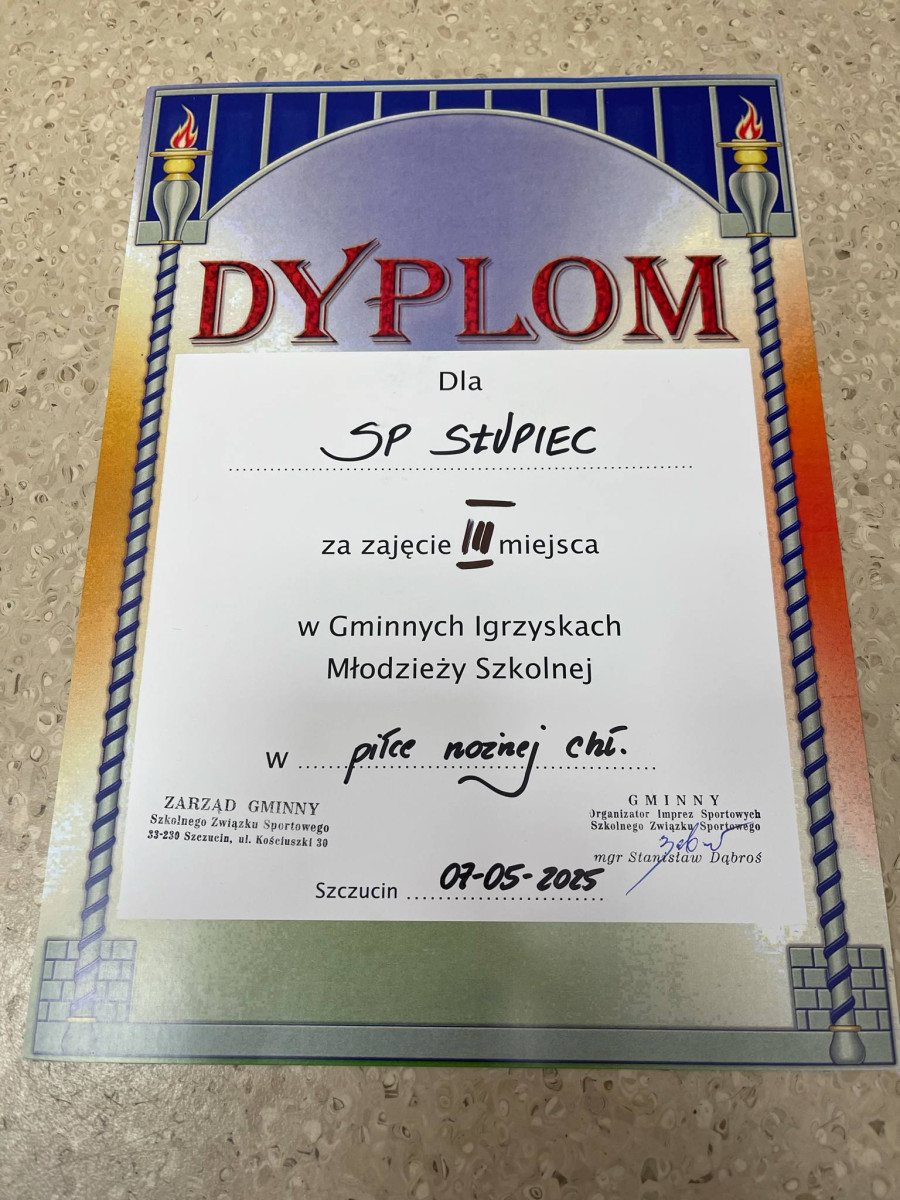 DYPLOM
Dla
SP SŁUPIEC
za zajęcie III miejsca
w Gminnych Igrzyskach
Młodzieży Szkolnej
w piłce nożnej chł.
ZARZĄD GMINNY
Szkolnego Związku Sportowego
33-230 Szczucin, ul. Kościuszki 30
GMINNY
Organizator Imprez Sportowych
Szkolnego Związku Sportowego
mgr Stanisław Dąbroś
Szczucin 07-05-2025